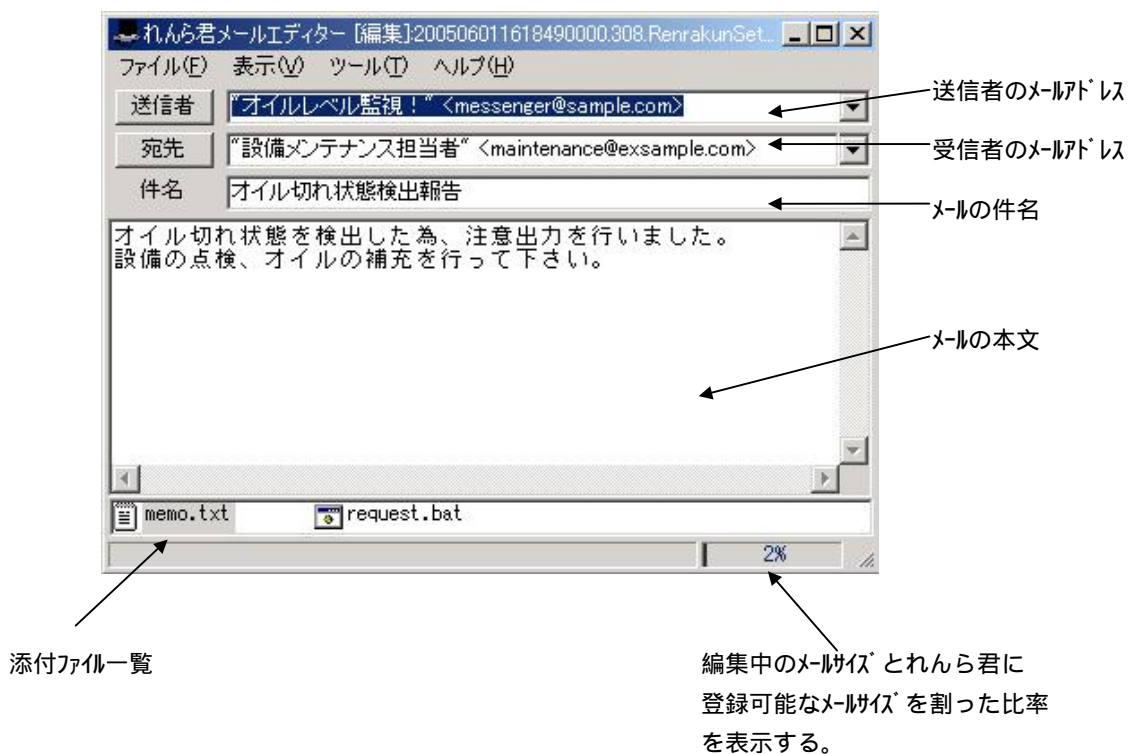 れんら君メールエディター [編集]:200506011618490000.308.RenrakunSet...
ファイル(F) 表示(V) ツール(T) ヘルプ(H)
送信者 "オイルレベル監視！" <messenger@sample.com>
送信者のﾒｰﾙｱﾄﾞﾚｽ
宛先 "設備メンテナンス担当者" <maintenance@exsample.com>
受信者のﾒｰﾙｱﾄﾞﾚｽ
件名 オイル切れ状態検出報告
ﾒｰﾙの件名
オイル切れ状態を検出した為、注意出力を行いました。
設備の点検、オイルの補充を行って下さい。
ﾒｰﾙの本文
memo.txt request.bat
2%
添付ﾌｧｲﾙ一覧
編集中のﾒｰﾙｻｲｽﾞとれんら君に
登録可能なﾒｰﾙｻｲｽﾞを割った比率
を表示する。